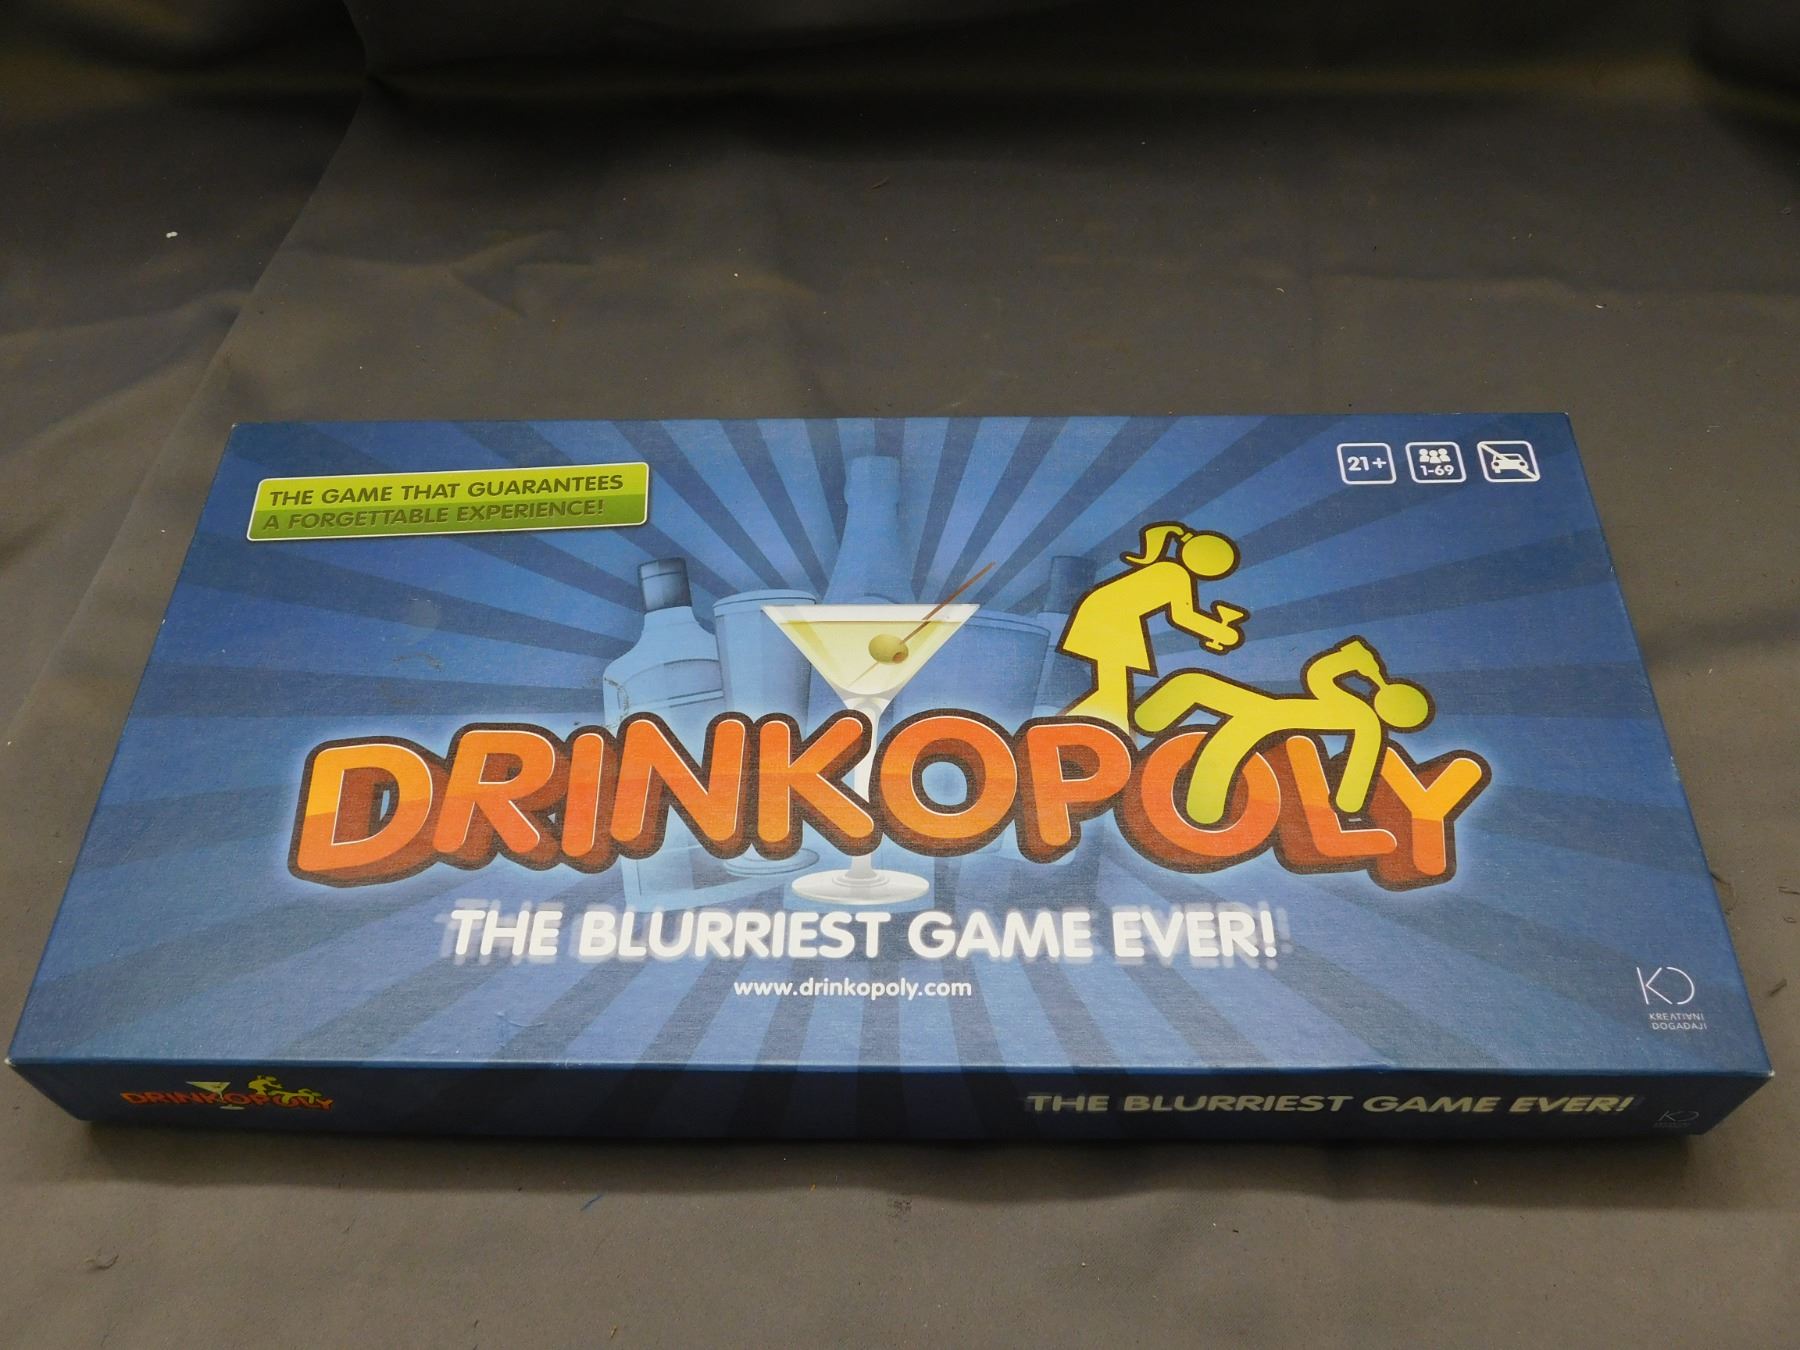 THE GAME THAT GUARANTEES
A FORGETTABLE EXPERIENCE!
21+
1-69
DRINKOPOLY
THE BLURRIEST GAME EVER!
www.drinkopoly.com
KREATIVNI
DOGAĐAJI
DRINKOPOLY
THE BLURRIEST GAME EVER!